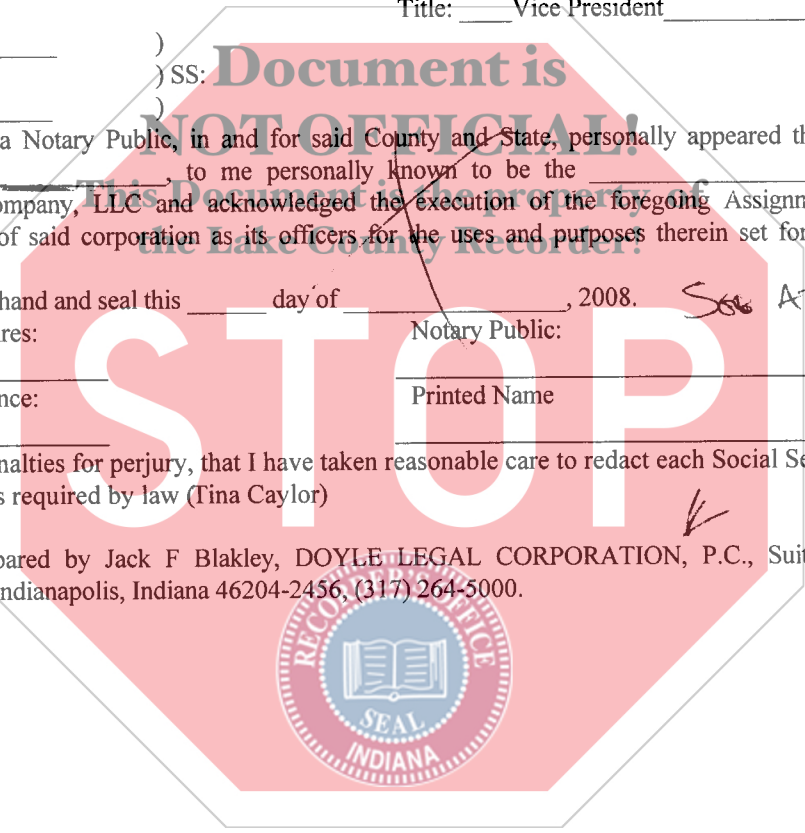 Title: ____Vice President
)
) SS:
)
Document is
NOT OFFICIAL!
This Document is the property of
the Lake County Recorder!
a Notary Public, in and for said County and State, personally appeared th
, to me personally known to be the
ompany, LLC and acknowledged the execution of the foregoing Assignm
of said corporation as its officers for the uses and purposes therein set for
hand and seal this ______ day of ________________, 2008. See At
res:
Notary Public:
nce:
Printed Name
nalties for perjury, that I have taken reasonable care to redact each Social Se
s required by law (Tina Caylor)
STOP
pared by Jack F Blakley, DOYLE LEGAL CORPORATION, P.C., Suit
ndianapolis, Indiana 46204-2456, (317) 264-5000.
RECORDER'S OFFICE
SEAL
INDIANA